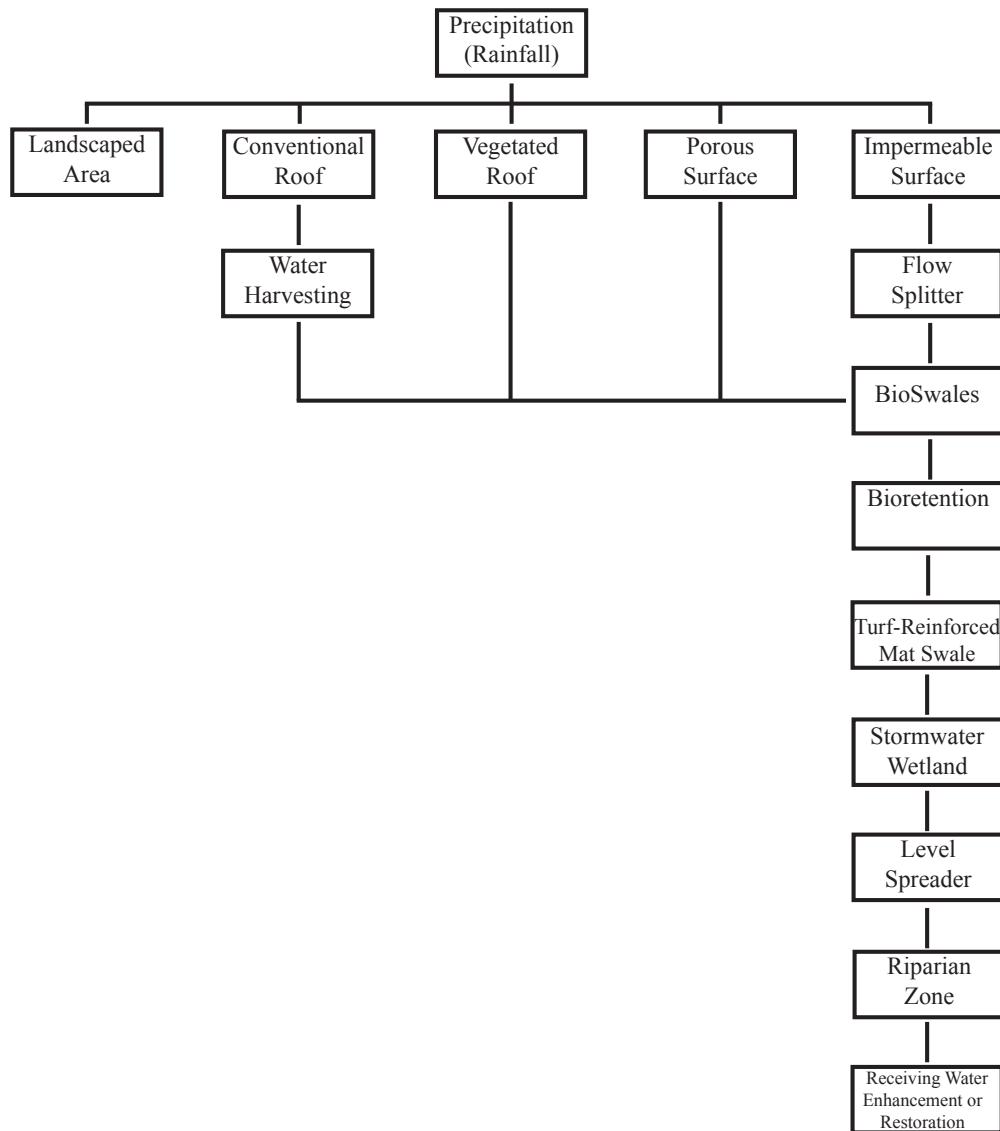 Precipitation
(Rainfall)
Landscaped
Area
Conventional
Roof
Vegetated
Roof
Porous
Surface
Impermeable
Surface
Water
Harvesting
Flow
Splitter
BioSwales
Bioretention
Turf-Reinforced
Mat Swale
Stormwater
Wetland
Level
Spreader
Riparian
Zone
Receiving Water
Enhancement or
Restoration